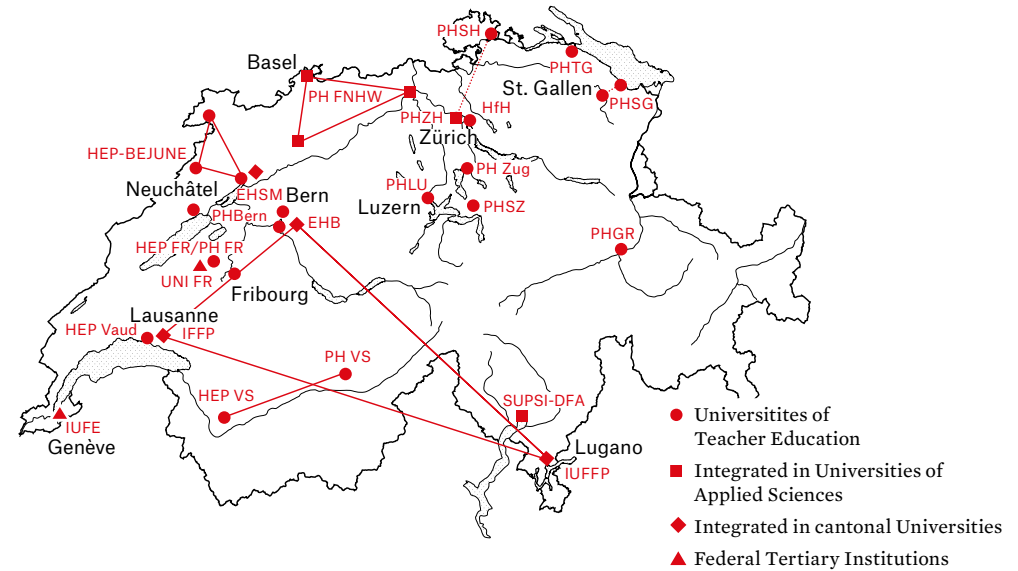 PHSH
Basel
PHTG
St. Gallen
PH FNHW
PHSG
HfH
PHZH
Zürich
HEP-BEJUNE
PH Zug
Neuchâtel
EHSM
Bern
PHLU
Luzern
PHSZ
PHBern
EHB
PHGR
HEP FR/PH FR
UNI FR
Fribourg
Lausanne
HEP Vaud
IFFP
PH VS
HEP VS
SUPSI-DFA
IUFE
Genève
Lugano
IUFFP
Universitites of
Teacher Education
Integrated in Universities of
Applied Sciences
Integrated in cantonal Universities
Federal Tertiary Institutions